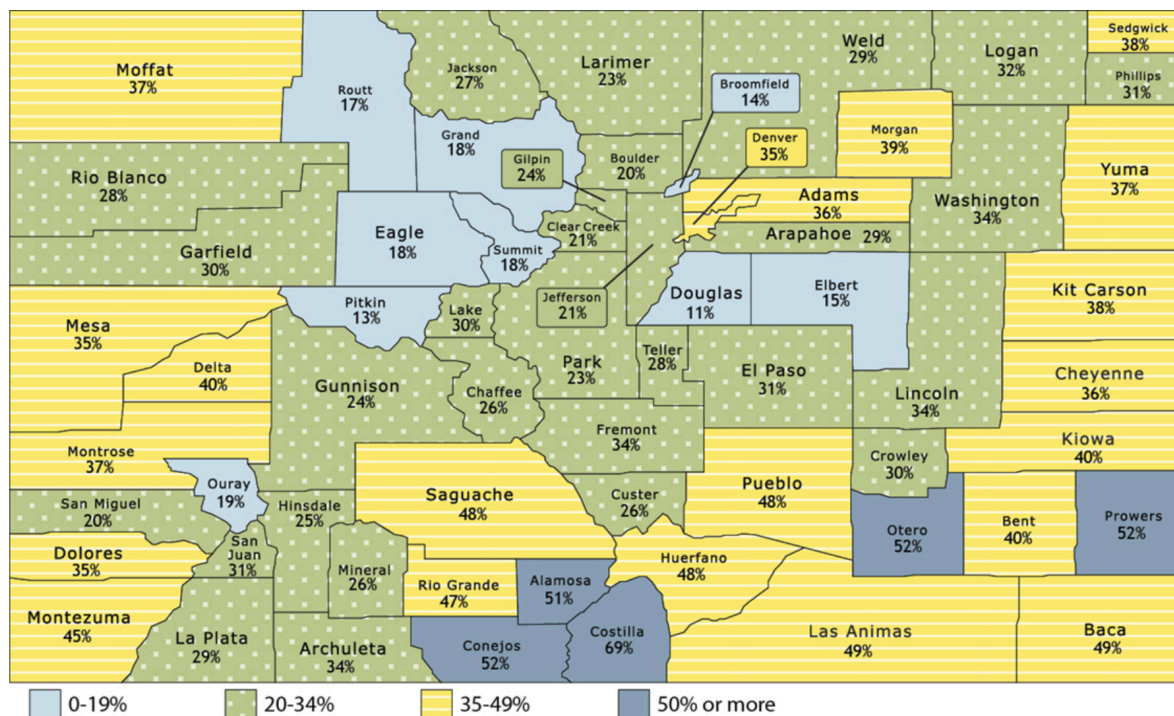 Sedgwick
38%
Moffat
37%
Routt
17%
Jackson
27%
Larimer
23%
Weld
29%
Logan
32%
Phillips
31%
Broomfield
14%
Grand
18%
Gilpin
24%
Boulder
20%
Denver
35%
Morgan
39%
Yuma
37%
Rio Blanco
28%
Adams
36%
Washington
34%
Garfield
30%
Eagle
18%
Summit
18%
Clear Creek
21%
Arapahoe 29%
Mesa
35%
Pitkin
13%
Lake
30%
Jefferson
21%
Douglas
11%
Elbert
15%
Kit Carson
38%
Delta
40%
Gunnison
24%
Chaffee
26%
Park
23%
Teller
28%
El Paso
31%
Lincoln
34%
Cheyenne
36%
Montrose
37%
Fremont
34%
Crowley
30%
Kiowa
40%
Ouray
19%
San Miguel
20%
Hinsdale
25%
Saguache
48%
Custer
26%
Pueblo
48%
Otero
52%
Bent
40%
Prowers
52%
Dolores
35%
San
Juan
31%
Mineral
26%
Rio Grande
47%
Alamosa
51%
Huerfano
48%
Montezuma
45%
La Plata
29%
Archuleta
34%
Conejos
52%
Costilla
69%
Las Animas
49%
Baca
49%
0-19%
20-34%
35-49%
50% or more